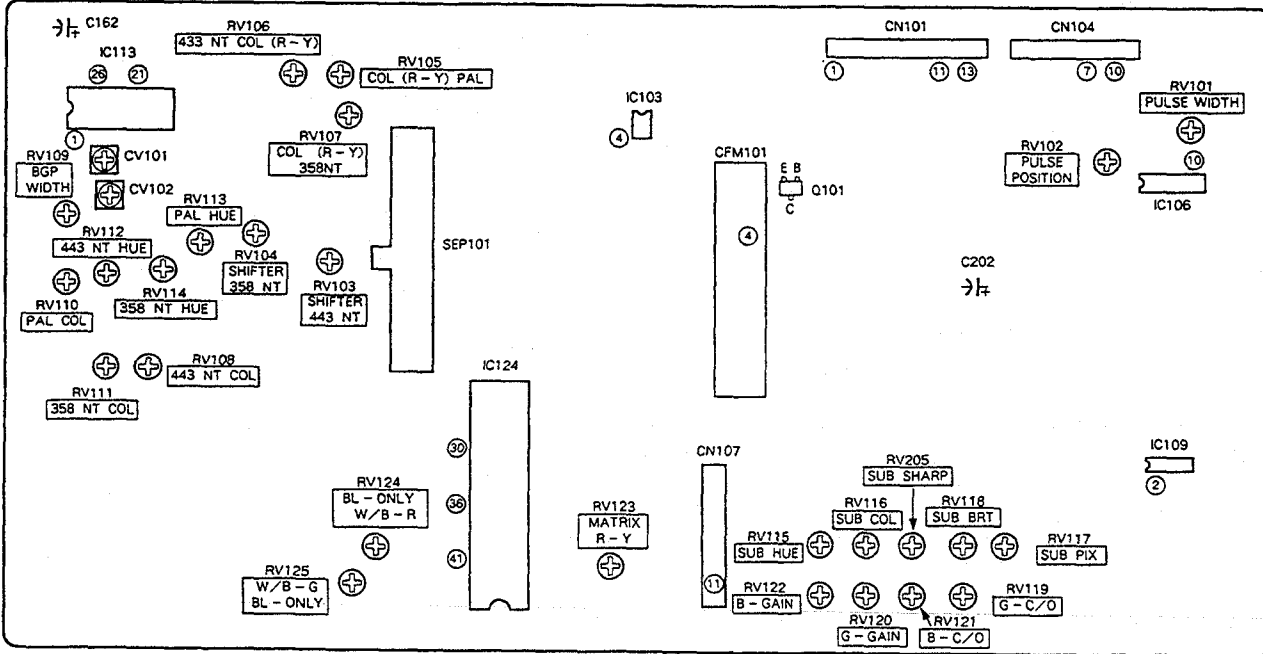 C162
IC113
26 21
1
RV106
433 NT COL (R-Y)
RV105
COL (R-Y) PAL
RV107
COL (R-Y)
358NT
CN101
1 11 13
CN104
7 10
RV101
PULSE WIDTH
RV102
PULSE
POSITION
10
IC106
IC103
4
CFM101
4
E B
C
Q101
RV109
BGP
WIDTH
CV101
CV102
RV113
PAL HUE
RV112
443 NT HUE
RV104
SHIFTER
358 NT
RV103
SHIFTER
443 NT
SEP101
C202
RV110
PAL COL
RV114
358 NT HUE
RV108
443 NT COL
RV111
358 NT COL
IC124
30
36
41
RV124
BL-ONLY
W/B-R
RV125
W/B-G
BL-ONLY
RV123
MATRIX
R-Y
CN107
11
IC109
2
RV205
SUB SHARP
RV116
SUB COL
RV118
SUB BRT
RV115
SUB HUE
RV117
SUB PIX
RV122
B-GAIN
RV119
G-C/O
RV120
G-GAIN
RV121
B-C/O